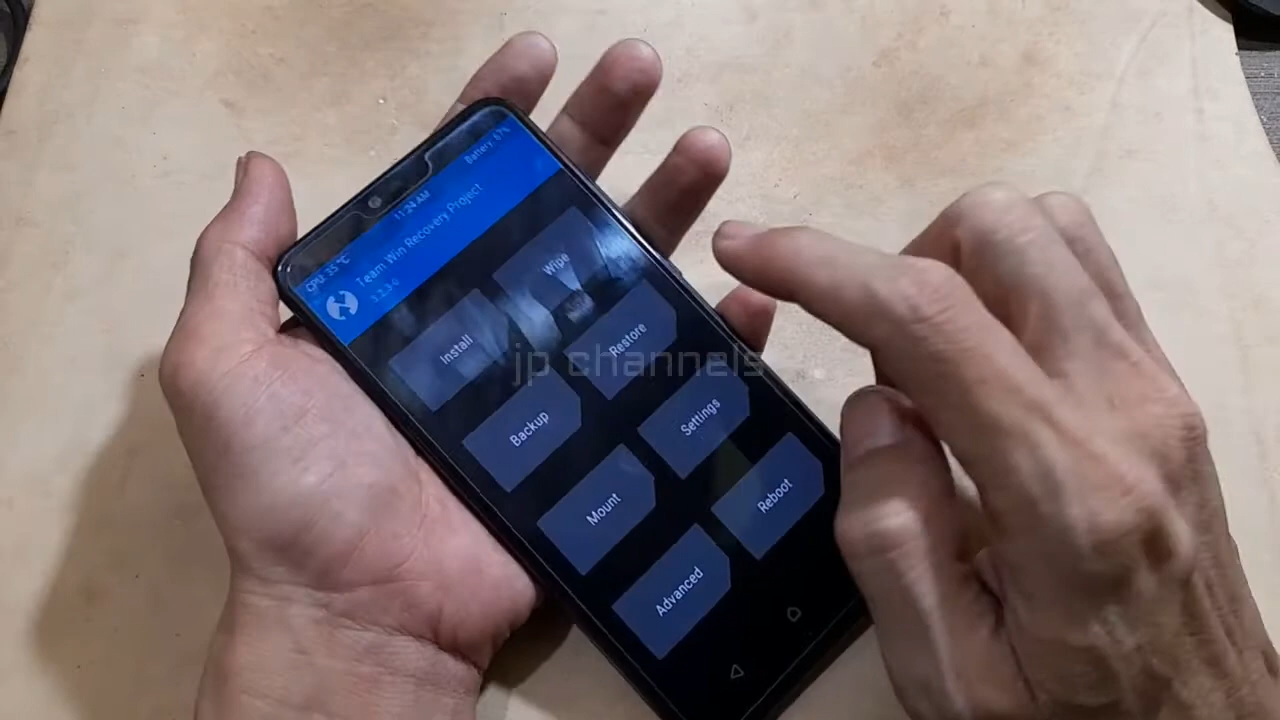 CPU: 35 °C
11:24 AM
Battery: 67%
Team Win Recovery Project
3.2.3-0
Install
Wipe
Backup
Restore
Mount
Settings
Advanced
Reboot
jp channels